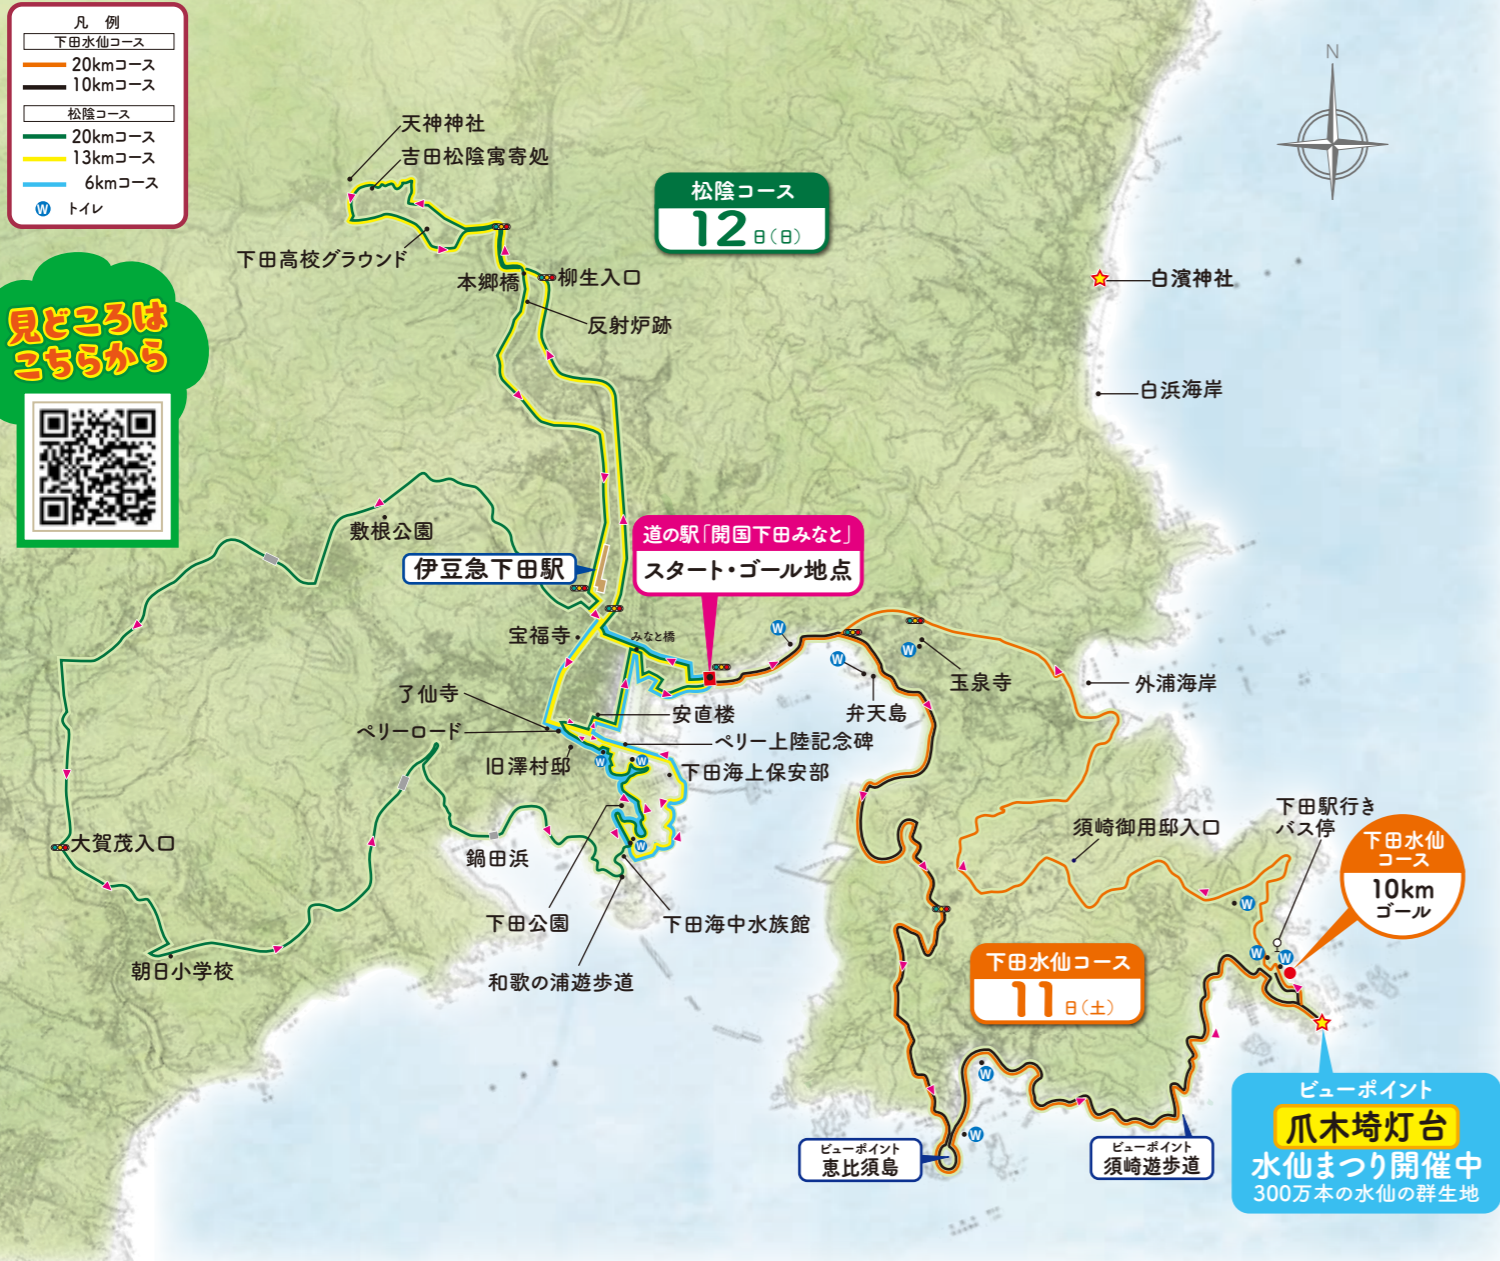 凡 例
下田水仙コース
20kmコース
10kmコース
松陰コース
20kmコース
13kmコース
6kmコース
W トイレ
見どころは
こちらから
N
天神神社
吉田松陰寓寄処
下田高校グラウンド
本郷橋
柳生入口
反射炉跡
松陰コース
12日(日)
白濱神社
白浜海岸
敷根公園
伊豆急下田駅
道の駅「開国下田みなと」
スタート・ゴール地点
宝福寺
みなと橋
W
W
W
玉泉寺
外浦海岸
弁天島
了仙寺
ペリーロード
安直楼
ペリー上陸記念碑
旧澤村邸
W
W
下田海上保安部
大賀茂入口
鍋田浜
W
下田公園
下田海中水族館
和歌の浦遊歩道
朝日小学校
須崎御用邸入口
下田駅行き
バス停
下田水仙
コース
10km
ゴール
W
W
W
下田水仙コース
11日(土)
W
W
ビューポイント
恵比須島
ビューポイント
須崎遊歩道
ビューポイント
爪木埼灯台
水仙まつり開催中
300万本の水仙の群生地